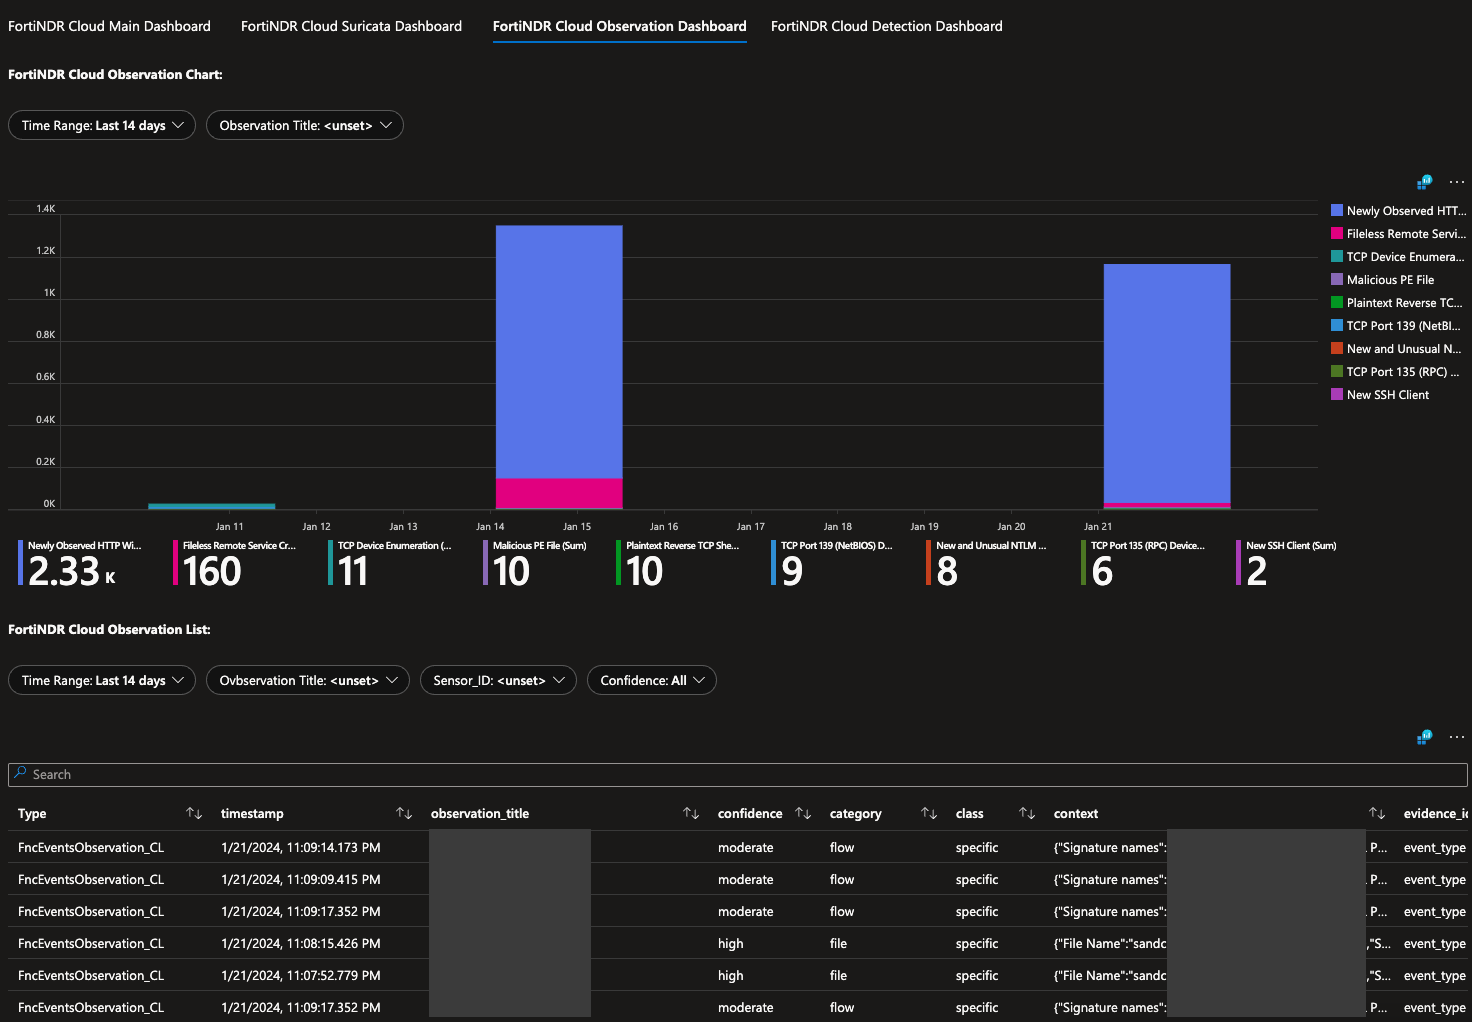 FortiNDR Cloud Main Dashboard FortiNDR Cloud Suricata Dashboard FortiNDR Cloud Observation Dashboard FortiNDR Cloud Detection Dashboard
FortiNDR Cloud Observation Chart:
Time Range: Last 14 days Observation Title: <unset>
...
1.4K
1.2K
1K
0.8K
0.6K
0.4K
0.2K
0K
Jan 11 Jan 12 Jan 13 Jan 14 Jan 15 Jan 16 Jan 17 Jan 18 Jan 19 Jan 20 Jan 21
Newly Observed HTT...
Fileless Remote Servi...
TCP Device Enumera...
Malicious PE File
Plaintext Reverse TC...
TCP Port 139 (NetBI...
New and Unusual N...
TCP Port 135 (RPC) ...
New SSH Client
Newly Observed HTTP Wi... Fileless Remote Service Cr... TCP Device Enumeration (... Malicious PE File (Sum) Plaintext Reverse TCP She... TCP Port 139 (NetBIOS) D... New and Unusual NTLM ... TCP Port 135 (RPC) Device... New SSH Client (Sum)
2.33 K 160 11 10 10 9 8 6 2
FortiNDR Cloud Observation List:
Time Range: Last 14 days Ovbservation Title: <unset> Sensor_ID: <unset> Confidence: All
...
Search
Type timestamp observation_title confidence category class context evidence_ic
FncEventsObservation_CL 1/21/2024, 11:09:14.173 PM moderate flow specific {"Signature names": P... event_type
FncEventsObservation_CL 1/21/2024, 11:09:09.415 PM moderate flow specific {"Signature names": P... event_type
FncEventsObservation_CL 1/21/2024, 11:09:17.352 PM moderate flow specific {"Signature names": P... event_type
FncEventsObservation_CL 1/21/2024, 11:08:15.426 PM high file specific {"File Name":"sandc ,"S... event_type
FncEventsObservation_CL 1/21/2024, 11:07:52.779 PM high file specific {"File Name":"sandc ,"S... event_type
FncEventsObservation_CL 1/21/2024, 11:09:17.352 PM moderate flow specific {"Signature names": P... event_type